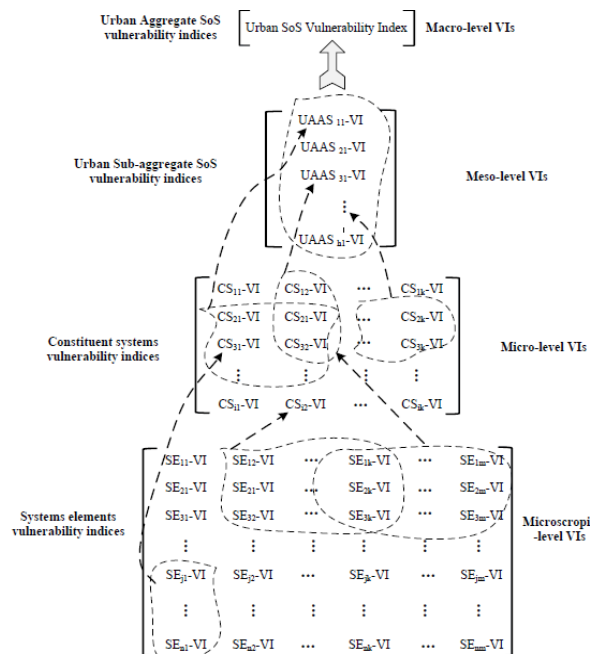 Urban Aggregate SoS
vulnerability indices
Urban SoS Vulnerability Index
Macro-level VIs
UAAS 11-VI
UAAS 21-VI
Urban Sub-aggregate SoS
vulnerability indices
UAAS 31-VI
Meso-level VIs
⋮
UAAS h1-VI
CS11-VI CS12-VI ··· CS1k-VI
CS21-VI CS21-VI ··· CS2k-VI
Constituent systems
vulnerability indices
CS31-VI CS32-VI ··· CS3k-VI
Micro-level VIs
⋮ ⋮ ⋮ ⋮
CSi1-VI CSi2-VI ··· CSik-VI
SE11-VI SE12-VI ··· SE1k-VI ··· SE1m-VI
SE21-VI SE21-VI ··· SE2k-VI ··· SE2m-VI
Systems elements
vulnerability indices
SE31-VI SE32-VI ··· SE3k-VI ··· SE3m-VI
Microscropi
-level VIs
⋮ ⋮ ⋮ ⋮ ⋮ ⋮
SEj1-VI SEj2-VI ··· SEjk-VI ··· SEjm-VI
⋮ ⋮ ⋮ ⋮ ⋮ ⋮
SEn1-VI SEn2-VI ··· SEnk-VI ··· SEnm-VI